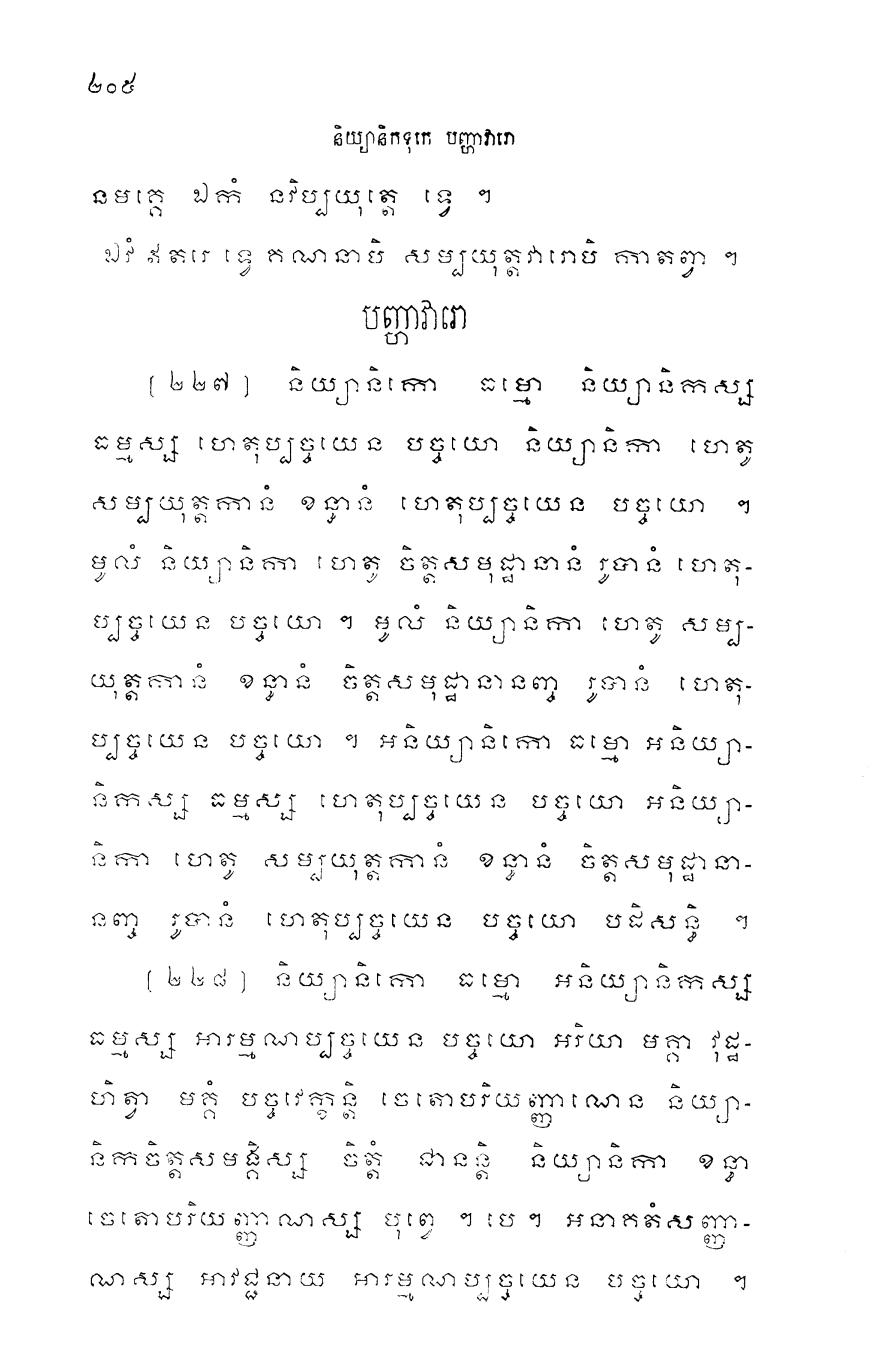 ២០៥
និយ្យានិកទុកេ បញ្ហាវារោ
នមគ្គេ ឯកំ នវិប្បយុត្តេ ទ្វេ ។
ឯវំ ឥតរេ ទ្វេ គណនាបិ សម្បយុត្តវារោបិ កាតព្វា ។
បញ្ហាវារោ
[២២៧] និយ្យានិកោ ធម្មោ និយ្យានិកស្ស
ធម្មស្ស ហេតុប្បច្ចយេន បច្ចយោ និយ្យានិកា ហេតូ
សម្បយុត្តកានំ ខន្ធានំ ហេតុប្បច្ចយេន បច្ចយោ ។
មូលំ និយ្យានិកា ហេតូ ចិត្តសមុដ្ឋានានំ រូបានំ ហេតុ-
ប្បច្ចយេន បច្ចយោ ។ មូលំ និយ្យានិកា ហេតូ សម្ប-
យុត្តកានំ ខន្ធានំ ចិត្តសមុដ្ឋានានញ្ច រូបានំ ហេតុ-
ប្បច្ចយេន បច្ចយោ ។ អនិយ្យានិកោ ធម្មោ អនិយ្យា-
និកស្ស ធម្មស្ស ហេតុប្បច្ចយេន បច្ចយោ អនិយ្យា-
និកា ហេតូ សម្បយុត្តកានំ ខន្ធានំ ចិត្តសមុដ្ឋានា-
នញ្ច រូបានំ ហេតុប្បច្ចយេន បច្ចយោ បដិសន្ធិ ។
[២២៨] និយ្យានិកោ ធម្មោ អនិយ្យានិកស្ស
ធម្មស្ស អារម្មណប្បច្ចយេន បច្ចយោ អរិយា មគ្គា វុដ្ឋ-
ហិត្វា មគ្គំ បច្ចវេក្ខន្តិ ចេតោបរិយញ្ញាណេន និយ្យា-
និកចិត្តសមង្គិស្ស ចិត្តំ ជានន្តិ និយ្យានិកា ខន្ធា
ចេតោបរិយញ្ញាណស្ស បុព្វេ ។ បេ ។ អនាគតំសញ្ញា-
ណស្ស អាវជ្ជនាយ អារម្មណប្បច្ចយេន បច្ចយោ ។